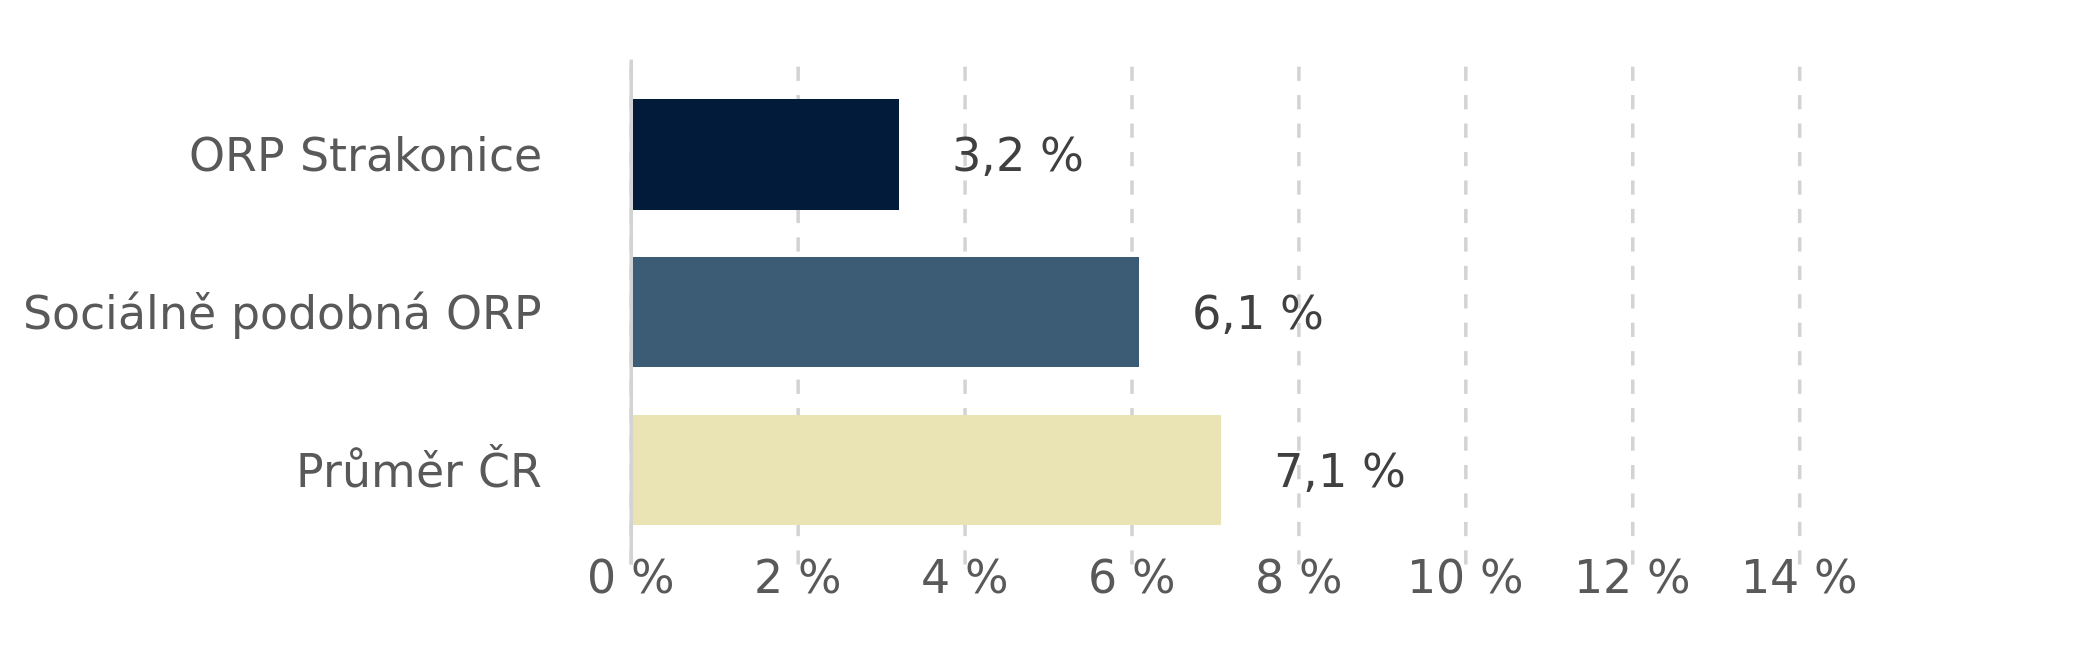 ORP Strakonice
3,2 %
Sociálně podobná ORP
6,1 %
Průměr ČR
7,1 %
0 % 2 % 4 % 6 % 8 % 10 % 12 % 14 %